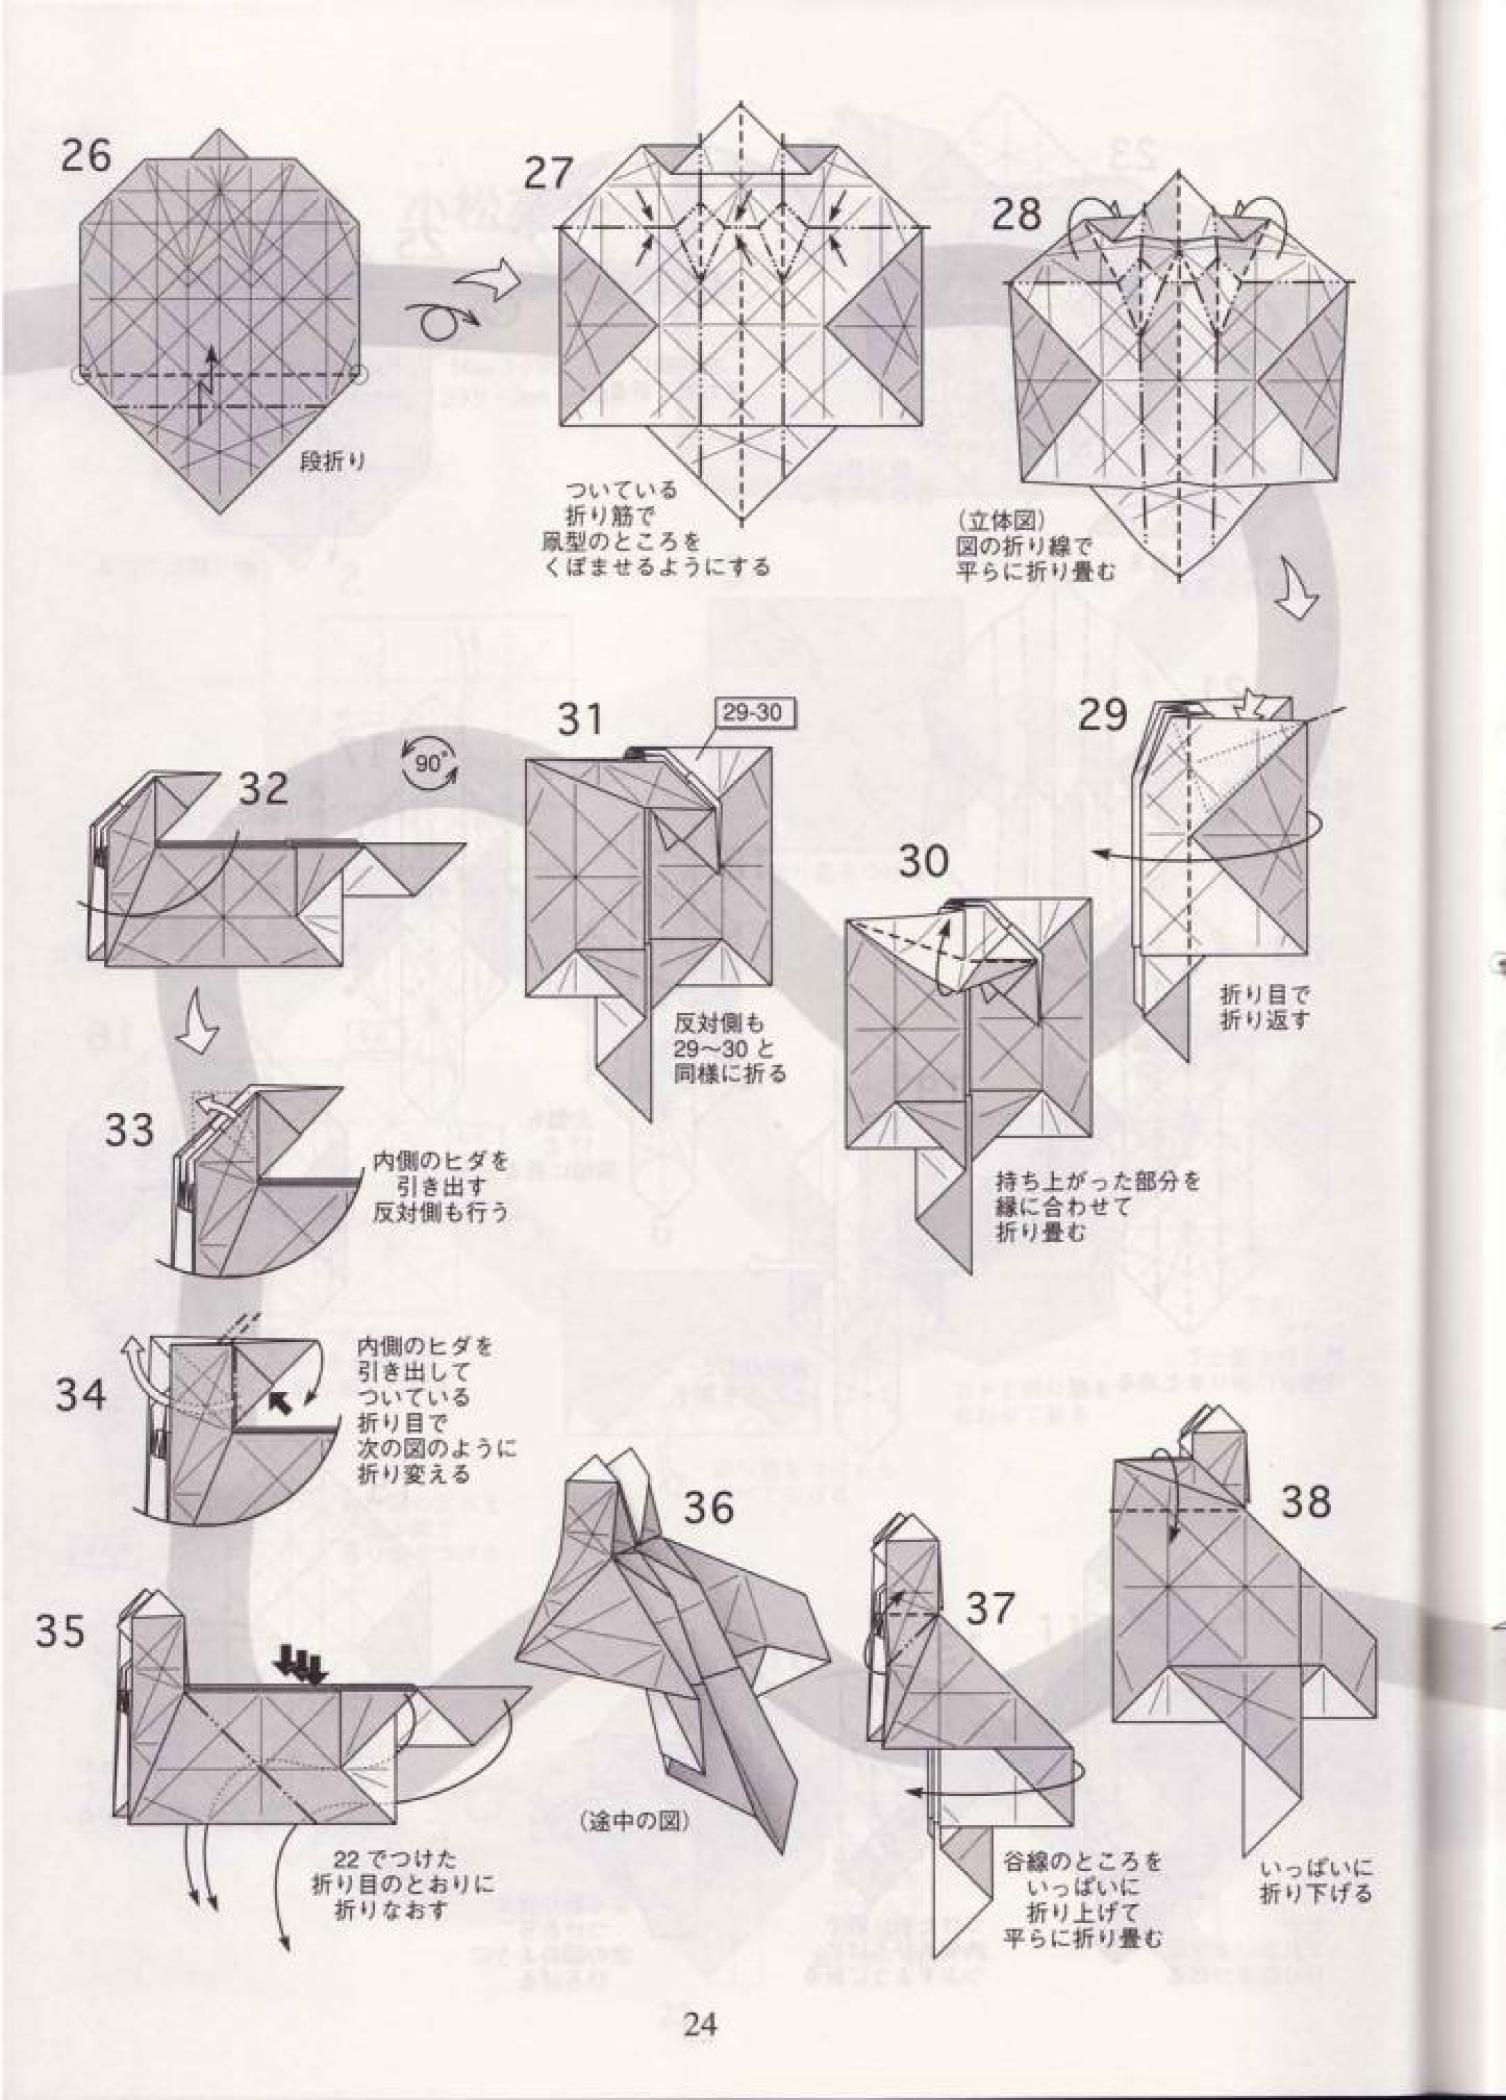 26
段折り
27
ついている
折り筋で
凧型のところを
くぼませるようにする
28
(立体図)
図の折り線で
平らに折り畳む
29
折り目で
折り返す
30
持ち上がった部分を
縁に合わせて
折り畳む
31
29-30
反対側も
29〜30 と
同様に折る
90°
32
33
内側のヒダを
引き出す
反対側も行う
34
内側のヒダを
引き出して
ついている
折り目で
次の図のように
折り変える
35
22 でつけた
折り目のとおりに
折りなおす
36
(途中の図)
37
谷線のところを
いっぱいに
折り上げて
平らに折り畳む
38
いっぱいに
折り下げる
24